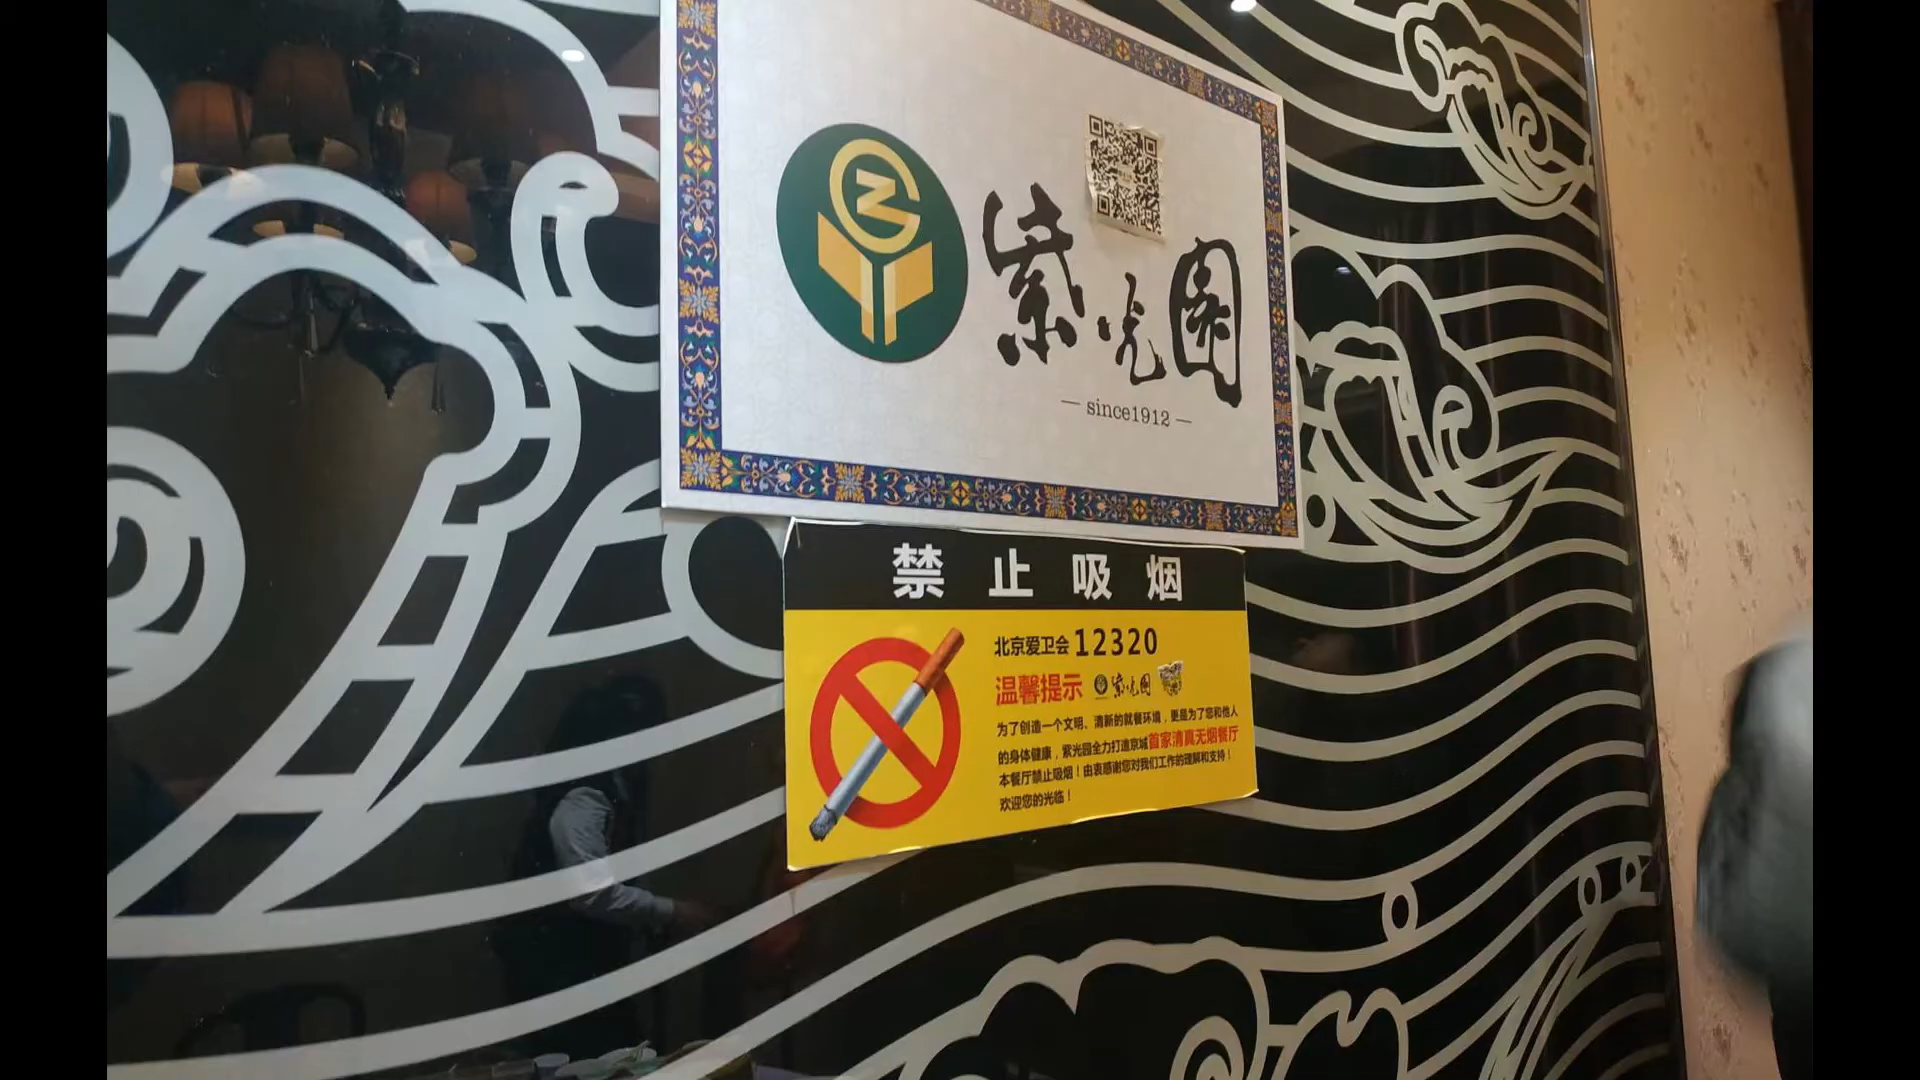 紫光園
— since1912 —
禁止吸烟
北京爱卫会 12320
温馨提示 紫光園
为了创造一个文明、清新的就餐环境，更是为了您和他人
的身体健康，紫光园全力打造京城首家清真无烟餐厅
本餐厅禁止吸烟！由衷感谢您对我们工作的理解和支持！
欢迎您的光临！